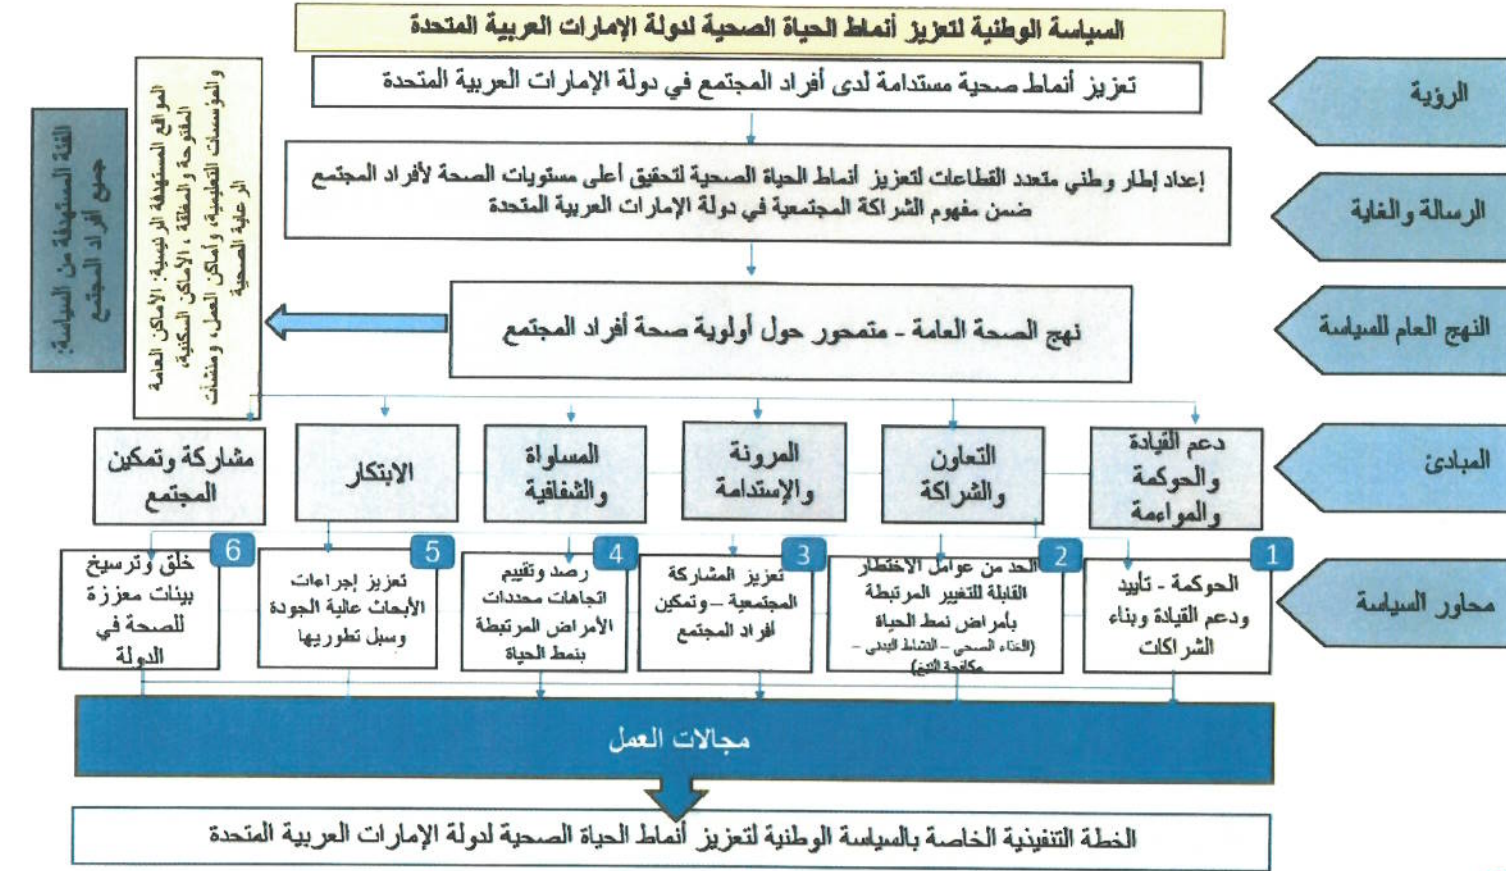 السياسة الوطنية لتعزيز أنماط الحياة الصحية لدولة الإمارات العربية المتحدة
الرؤية
تعزيز أنماط صحية مستدامة لدى أفراد المجتمع في دولة الإمارات العربية المتحدة
الرسالة والغاية
إعداد إطار وطني متعدد القطاعات لتعزيز أنماط الحياة الصحية لتحقيق أعلى مستويات الصحة لأفراد المجتمع
ضمن مفهوم الشراكة المجتمعية في دولة الإمارات العربية المتحدة
النهج العام للسياسة
نهج الصحة العامة - متمحور حول أولوية صحة أفراد المجتمع
المواقع المستهدفة الرئيسية: الأماكن العامة
المفتوحة والمغلقة ، الأماكن السكنية،
والمؤسسات التعليمية، وأماكن العمل، ومنشآت
الرعاية الصحية
الفئة المستهدفة من السياسة:
جميع أفراد المجتمع
المبادئ
دعم القيادة
والحوكمة
والمواءمة
التعاون
والشراكة
المرونة
والإستدامة
المساواة
والشفافية
الابتكار
مشاركة وتمكين
المجتمع
محاور السياسة
1
الحوكمة - تأييد
ودعم القيادة وبناء
الشراكات
2
الحد من عوامل الاختطار
القابلة للتغيير المرتبطة
بأمراض نمط الحياة
(الغذاء الصحي – النشاط البدني –
مكافحة التبغ)
3
تعزيز المشاركة
المجتمعية – وتمكين
أفراد المجتمع
4
رصد وتقييم
اتجاهات محددات
الأمراض المرتبطة
بنمط الحياة
5
تعزيز إجراءات
الأبحاث عالية الجودة
وسبل تطوريها
6
خلق وترسيخ
بيئات معززة
للصحة في
الدولة
مجالات العمل
الخطة التنفيذية الخاصة بالسياسة الوطنية لتعزيز أنماط الحياة الصحية لدولة الإمارات العربية المتحدة